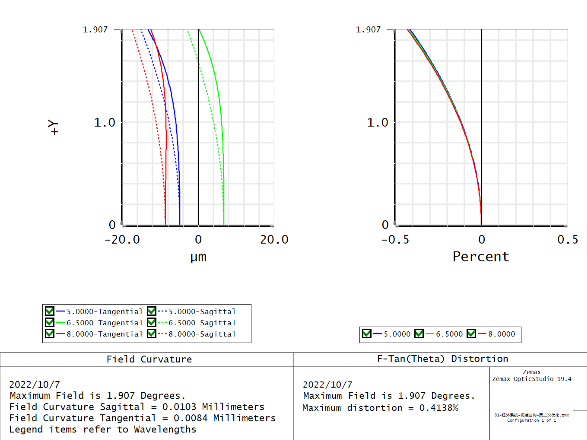 1.907
1.907
+Y
1.0
1.0
0
0
-20.0 0 20.0
-0.5 0 0.5
µm
Percent
5.0000-Tangential 5.0000-Sagittal
6.5000-Tangential 6.5000-Sagittal
8.0000-Tangential 8.0000-Sagittal
5.0000 6.5000 8.0000
Field Curvature
2022/10/7
Maximum Field is 1.907 Degrees.
Field Curvature Sagittal = 0.0103 Millimeters
Field Curvature Tangential = 0.0084 Millimeters
Legend items refer to Wavelengths
F-Tan(Theta) Distortion
2022/10/7
Maximum Field is 1.907 Degrees.
Maximum distortion = 0.4138%
Zemax
Zemax OpticStudio 19.4
Configuration 1 of 1